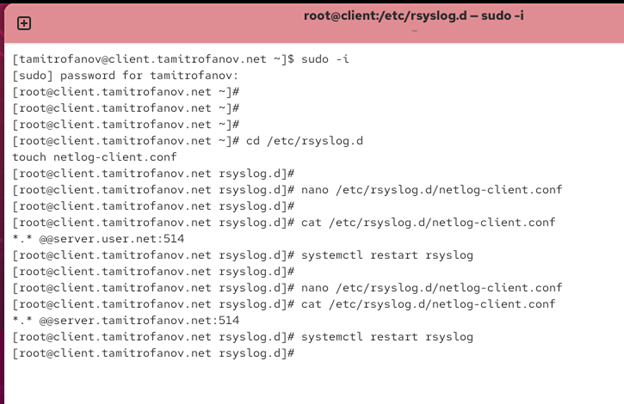 root@client:/etc/rsyslog.d — sudo -i
[tamitrofanov@client.tamitrofanov.net ~]$ sudo -i
[sudo] password for tamitrofanov:
[root@client.tamitrofanov.net ~]#
[root@client.tamitrofanov.net ~]#
[root@client.tamitrofanov.net ~]#
[root@client.tamitrofanov.net ~]# cd /etc/rsyslog.d
touch netlog-client.conf
[root@client.tamitrofanov.net rsyslog.d]#
[root@client.tamitrofanov.net rsyslog.d]# nano /etc/rsyslog.d/netlog-client.conf
[root@client.tamitrofanov.net rsyslog.d]#
[root@client.tamitrofanov.net rsyslog.d]# cat /etc/rsyslog.d/netlog-client.conf
*.* @@server.user.net:514
[root@client.tamitrofanov.net rsyslog.d]# systemctl restart rsyslog
[root@client.tamitrofanov.net rsyslog.d]#
[root@client.tamitrofanov.net rsyslog.d]# nano /etc/rsyslog.d/netlog-client.conf
[root@client.tamitrofanov.net rsyslog.d]# cat /etc/rsyslog.d/netlog-client.conf
*.* @@server.tamitrofanov.net:514
[root@client.tamitrofanov.net rsyslog.d]# systemctl restart rsyslog
[root@client.tamitrofanov.net rsyslog.d]#